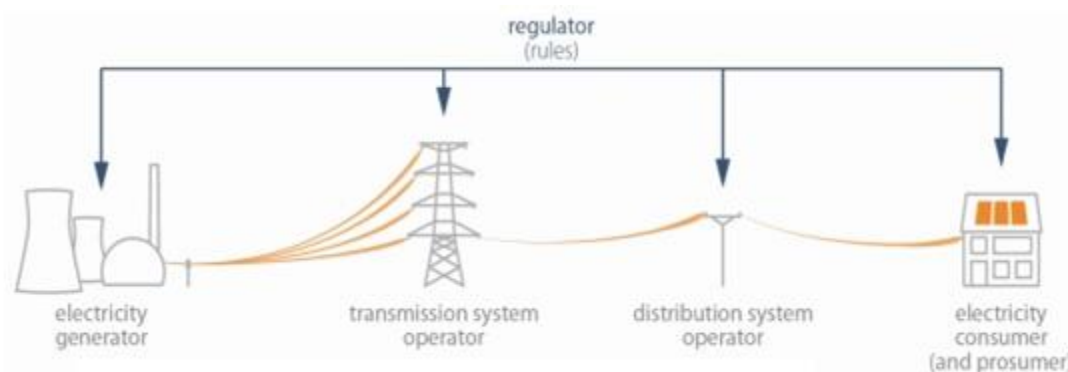 regulator
(rules)
electricity
generator
transmission system
operator
distribution system
operator
electricity
consumer
(and prosumer)